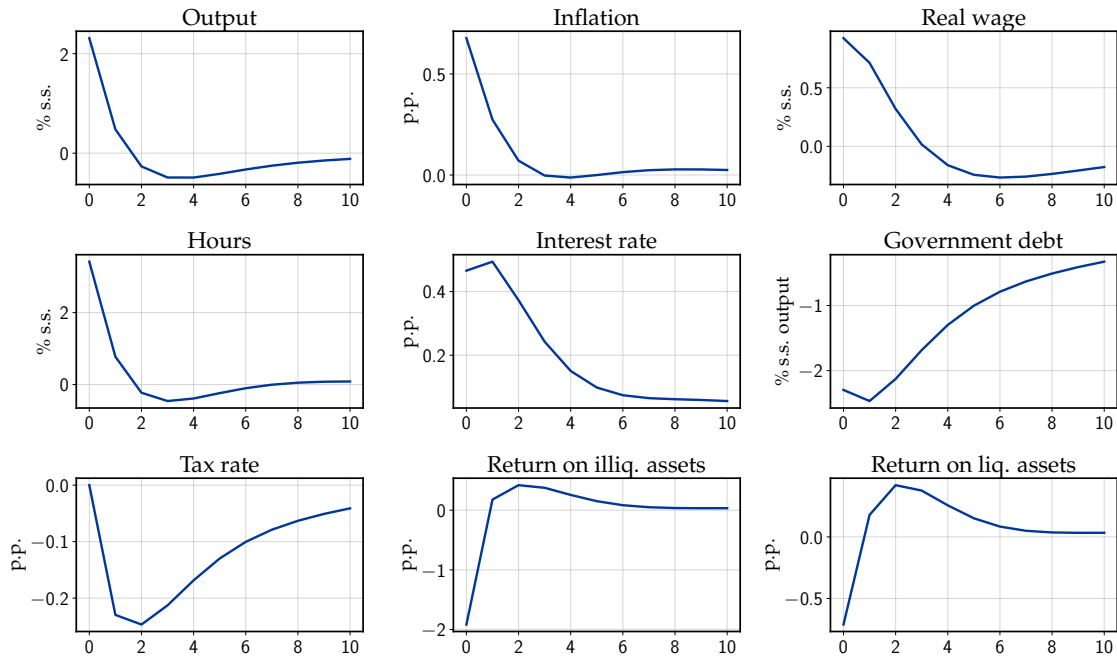 Output
% s.s.
2
0
0 2 4 6 8 10
Inflation
p.p.
0.5
0.0
0 2 4 6 8 10
Real wage
% s.s.
0.5
0.0
0 2 4 6 8 10
Hours
% s.s.
2
0
0 2 4 6 8 10
Interest rate
p.p.
0.4
0.2
0 2 4 6 8 10
Government debt
% s.s. output
−1
−2
0 2 4 6 8 10
Tax rate
p.p.
0.0
−0.1
−0.2
0 2 4 6 8 10
Return on illiq. assets
p.p.
0
−1
−2
0 2 4 6 8 10
Return on liq. assets
p.p.
0.0
−0.5
0 2 4 6 8 10